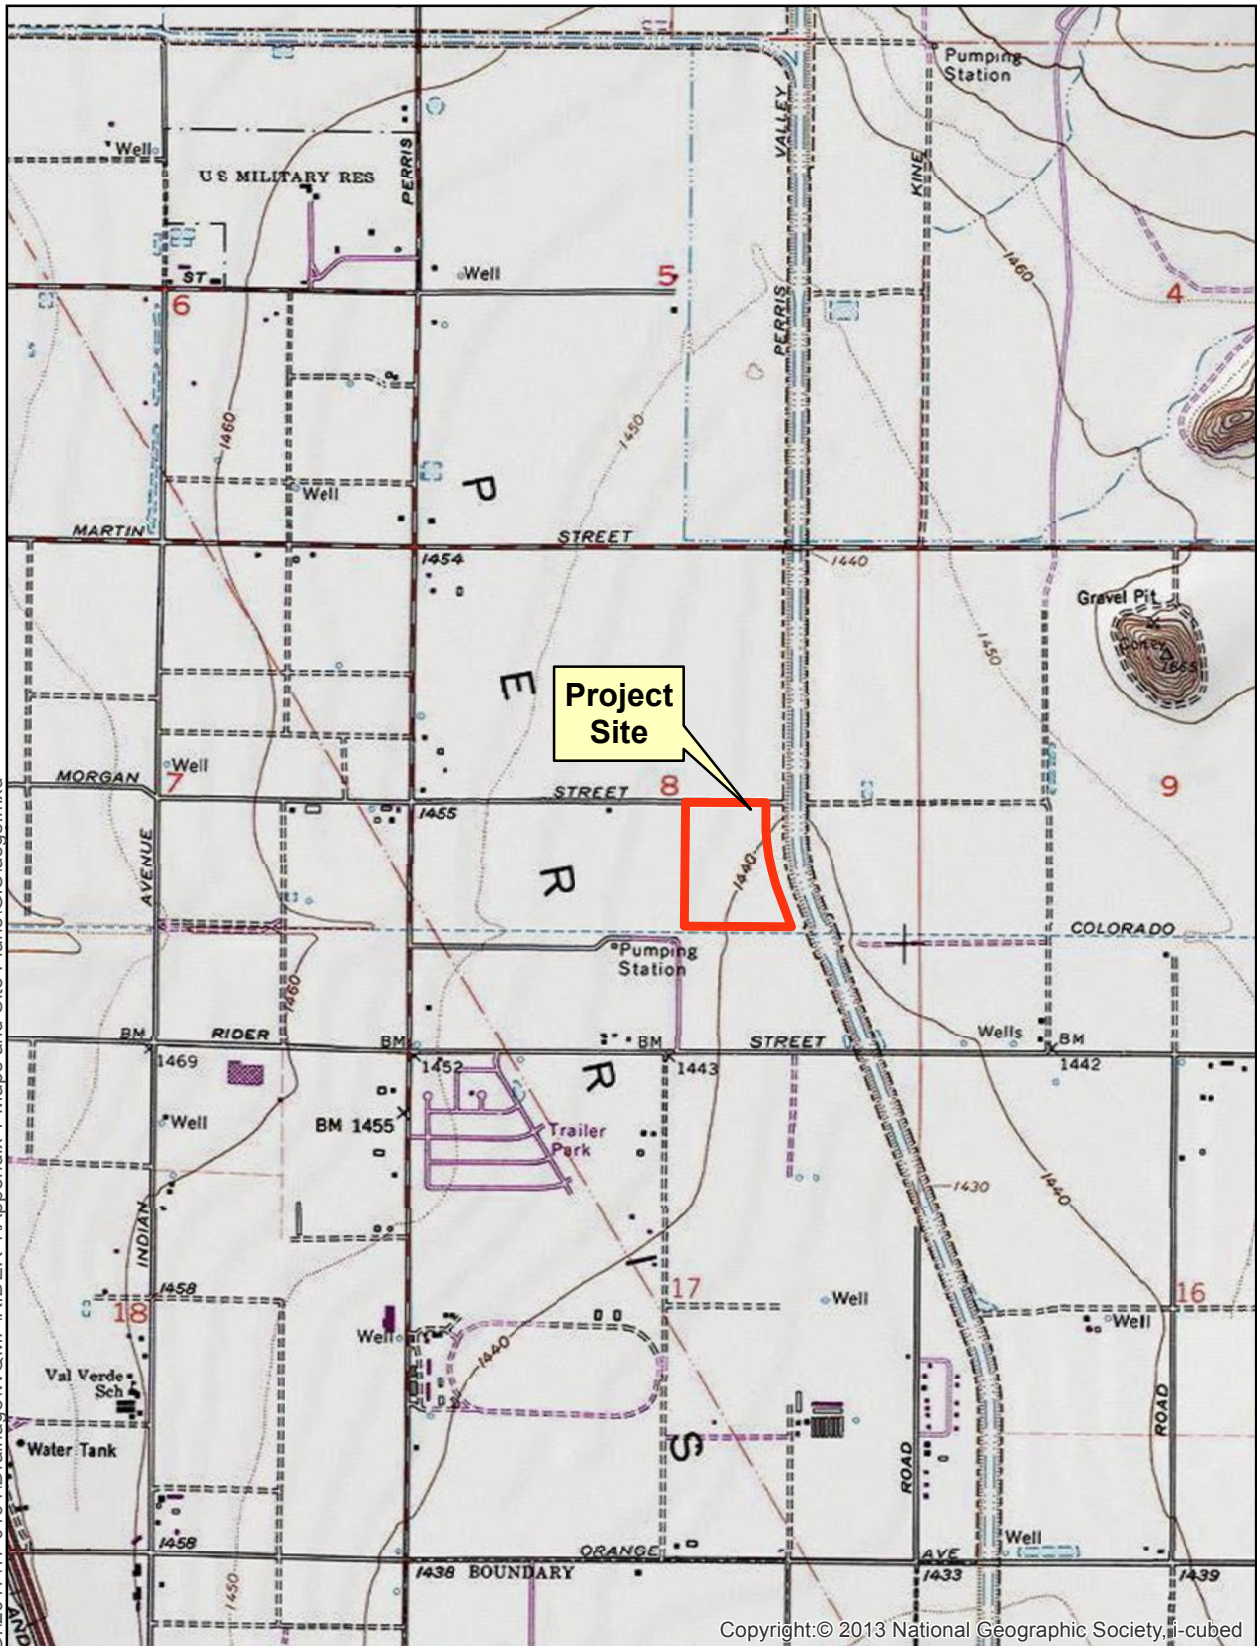 Pumping
Station
VALLEY
Well
PERRIS
KINE
U S MILITARY RES
1460
Well
5
4
ST
6
PERRIS
1460
1450
P
Well
MARTIN
STREET
1454
1440
Gravel Pit
1450
E
Project
Site
Well
7
MORGAN
STREET
8
9
1455
AVENUE
R
1440
COLORADO
Pumping
Station
1460
BM
RIDER
BM
BM
STREET
Wells
BM
1469
1452
1443
1442
R
Well
BM 1455
Trailer
Park
1430
1440
INDIAN
I
1458
17
16
18
Well
Well
Well
1440
Val Verde
Sch
ROAD
Water Tank
S
ROAD
1458
Well
ORANGE
AVE
1438 BOUNDARY
1433
1439
1450
AND
Copyright:© 2013 National Geographic Society, i-cubed